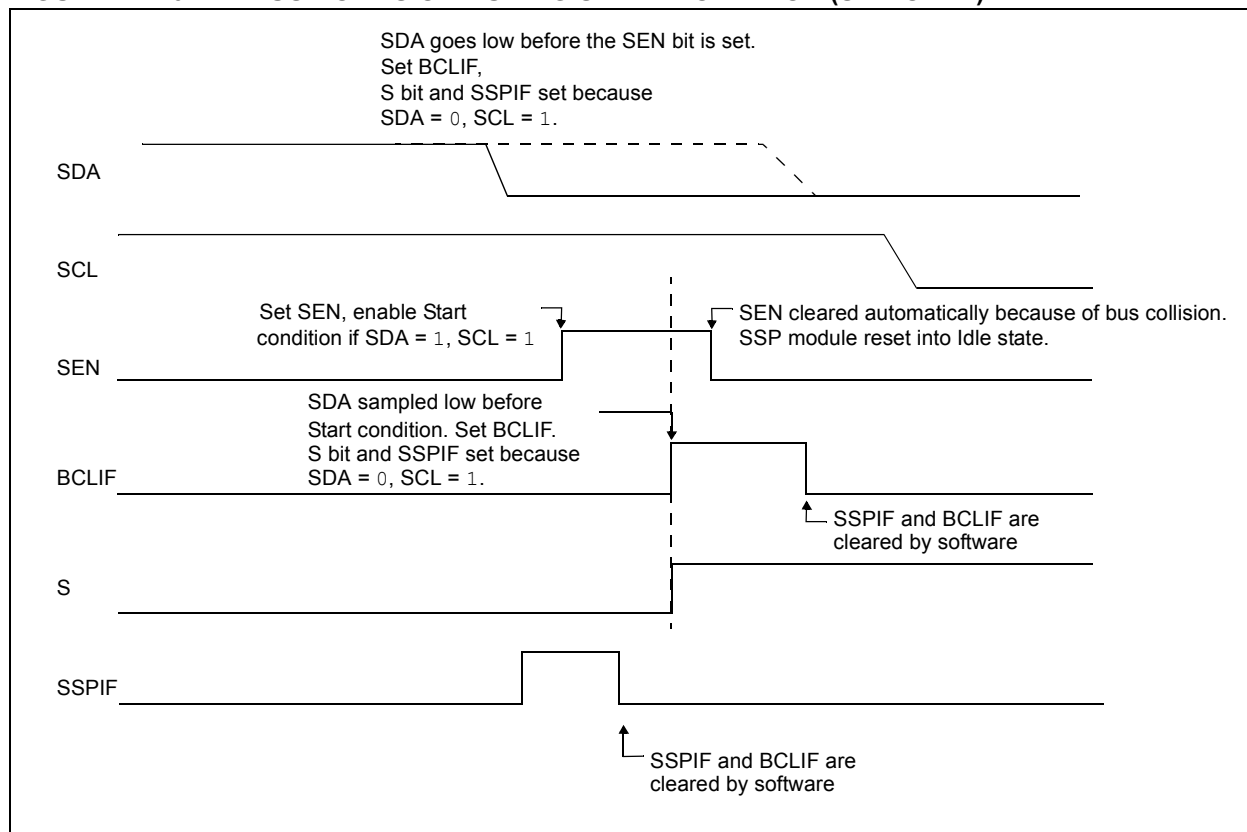 SDA goes low before the SEN bit is set.
Set BCLIF,
S bit and SSPIF set because
SDA = 0, SCL = 1.
SDA
SCL
Set SEN, enable Start
condition if SDA = 1, SCL = 1
SEN cleared automatically because of bus collision.
SSP module reset into Idle state.
SEN
SDA sampled low before
Start condition. Set BCLIF.
S bit and SSPIF set because
SDA = 0, SCL = 1.
BCLIF
SSPIF and BCLIF are
cleared by software
S
SSPIF
SSPIF and BCLIF are
cleared by software